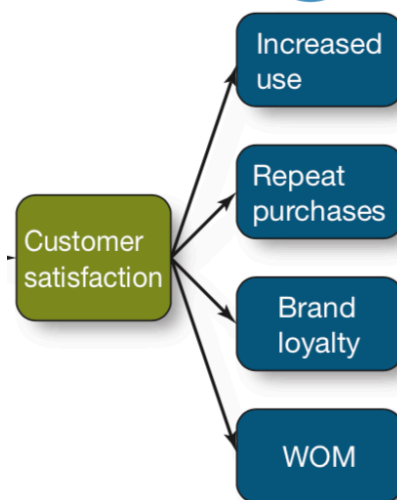 Increased
use
Repeat
purchases
Customer
satisfaction
Brand
loyalty
WOM